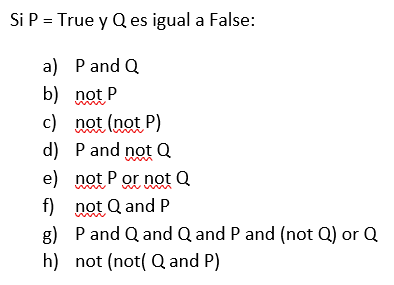 Si P = True y Q es igual a False:
a) P and Q
b) not P
c) not (not P)
d) P and not Q
e) not P or not Q
f) not Q and P
g) P and Q and Q and P and (not Q) or Q
h) not (not( Q and P)